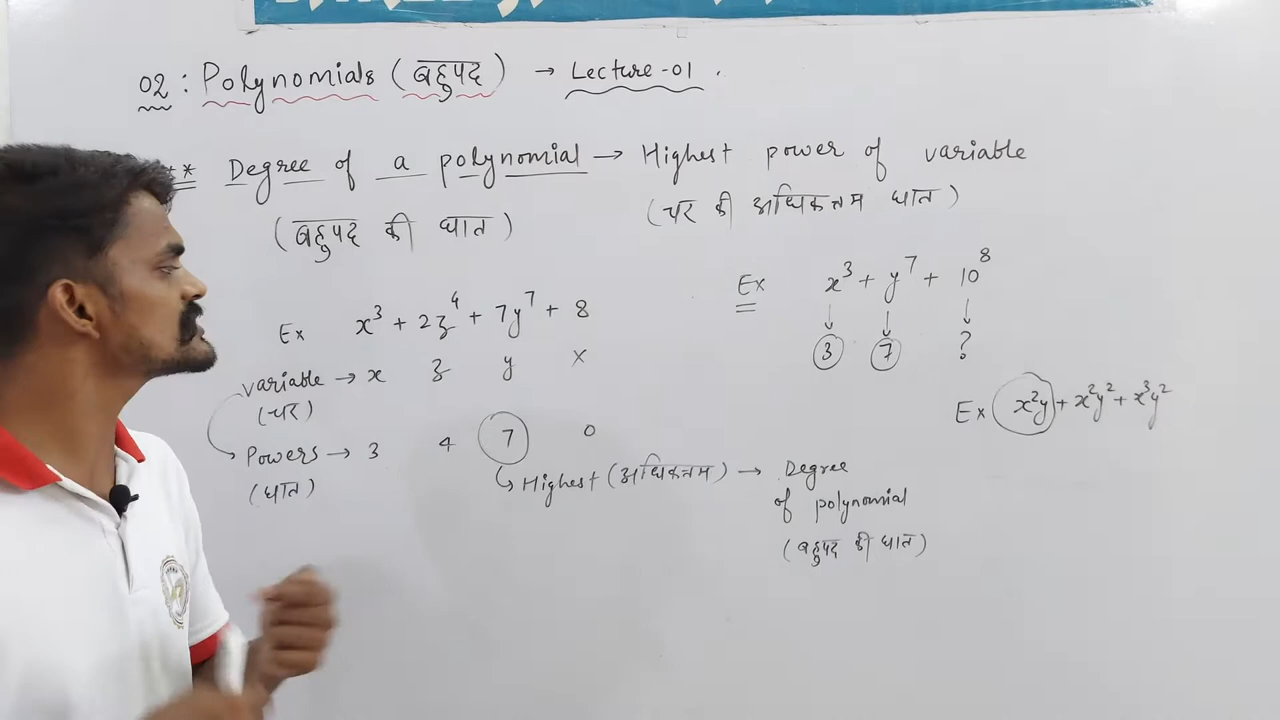 02 : Polynomials (बहुपद) → Lecture-01 .
** Degree of a polynomial → Highest power of variable
(बहुपद की घात)
(चर की अधिकतम घात)
Ex x³ + 2z⁴ + 7y⁷ + 8
variable → x z y ×
(चर)
Powers → 3 4 7 0
(घात)
↳ Highest (अधिकतम) → Degree
of polynomial
(बहुपद की घात)
Ex x³ + y⁷ + 10⁸
↓ ↓ ↓
3 7 ?
Ex x²y + x²y² + x³y²